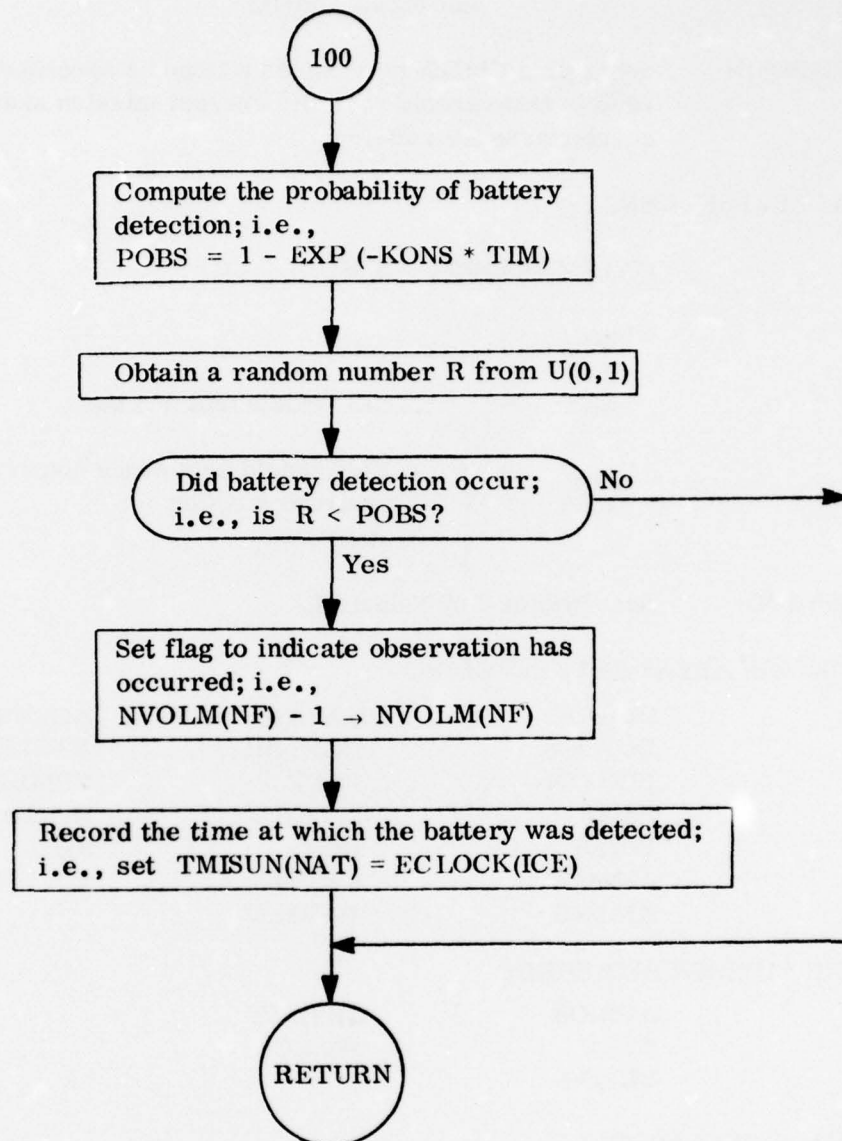 100
Compute the probability of battery
detection; i.e.,
POBS = 1 - EXP (-KONS * TIM)
Obtain a random number R from U(0,1)
Did battery detection occur;
i.e., is R < POBS?
No
Yes
Set flag to indicate observation has
occurred; i.e.,
NVOLM(NF) - 1 → NVOLM(NF)
Record the time at which the battery was detected;
i.e., set TMISUN(NAT) = ECLOCK(ICE)
RETURN